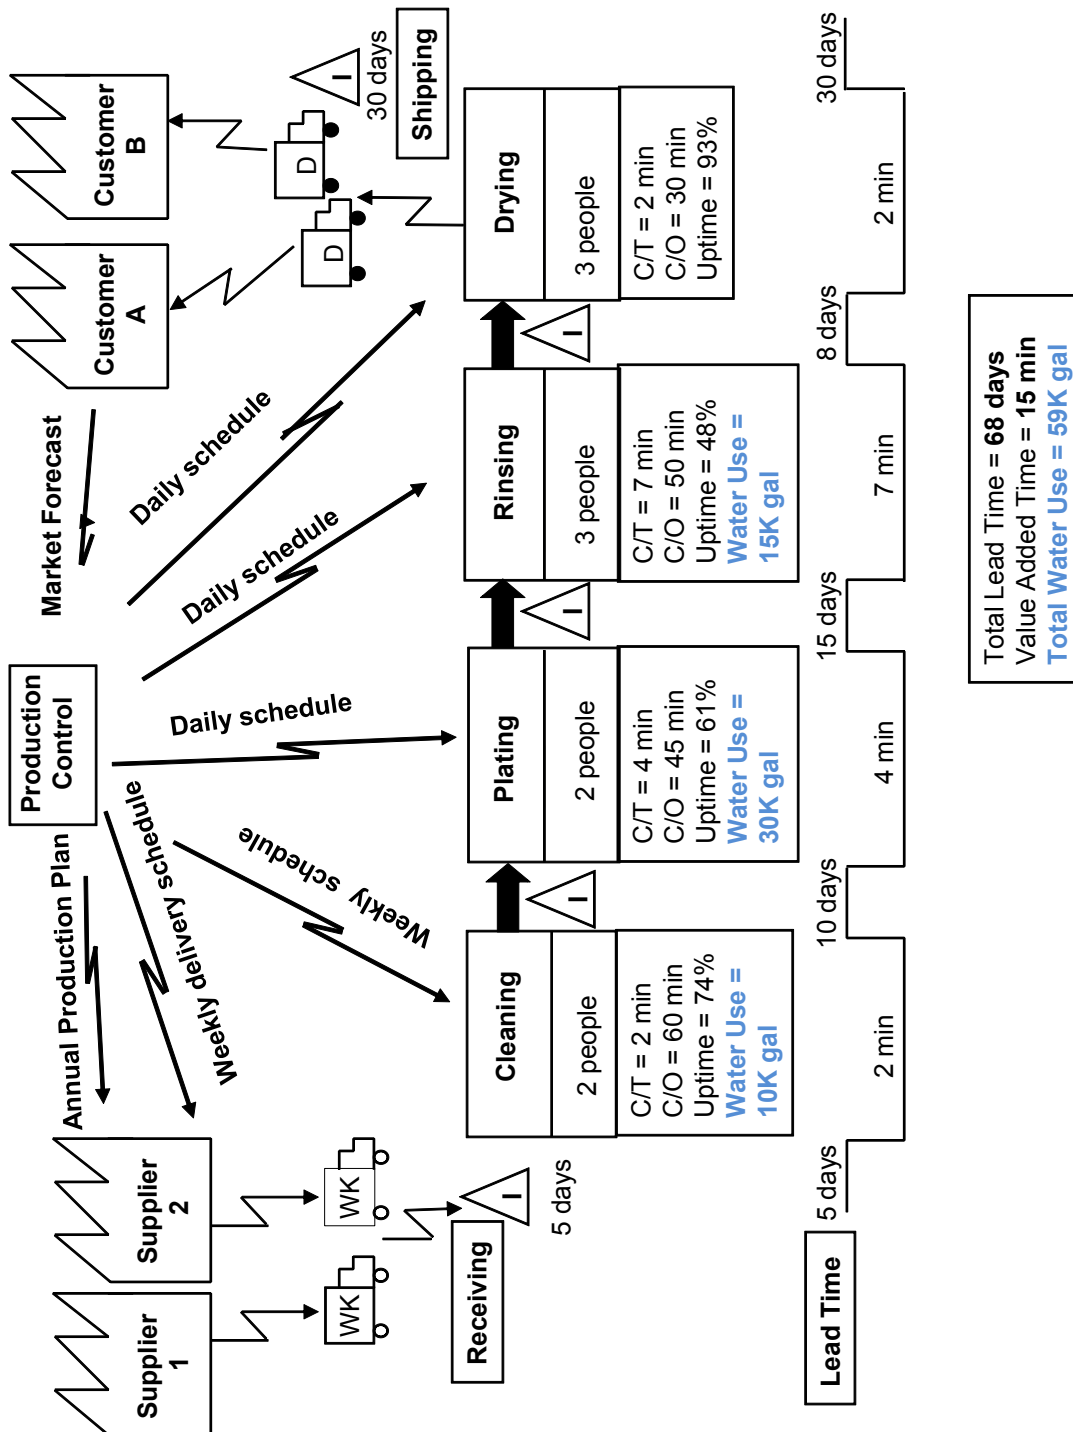 Supplier
1
Supplier
2
Annual Production Plan
Weekly delivery schedule
Production
Control
Market Forecast
Customer
A
Customer
B
Weekly schedule
Daily schedule
Daily schedule
Daily schedule
WK
WK
D
D
I
30 days
Shipping
Receiving
I
5 days
Cleaning
2 people
C/T = 2 min
C/O = 60 min
Uptime = 74%
Water Use =
10K gal
I
Plating
2 people
C/T = 4 min
C/O = 45 min
Uptime = 61%
Water Use =
30K gal
I
Rinsing
3 people
C/T = 7 min
C/O = 50 min
Uptime = 48%
Water Use =
15K gal
I
Drying
3 people
C/T = 2 min
C/O = 30 min
Uptime = 93%
Lead Time
5 days
2 min
10 days
4 min
15 days
7 min
8 days
2 min
30 days
Total Lead Time = 68 days
Value Added Time = 15 min
Total Water Use = 59K gal